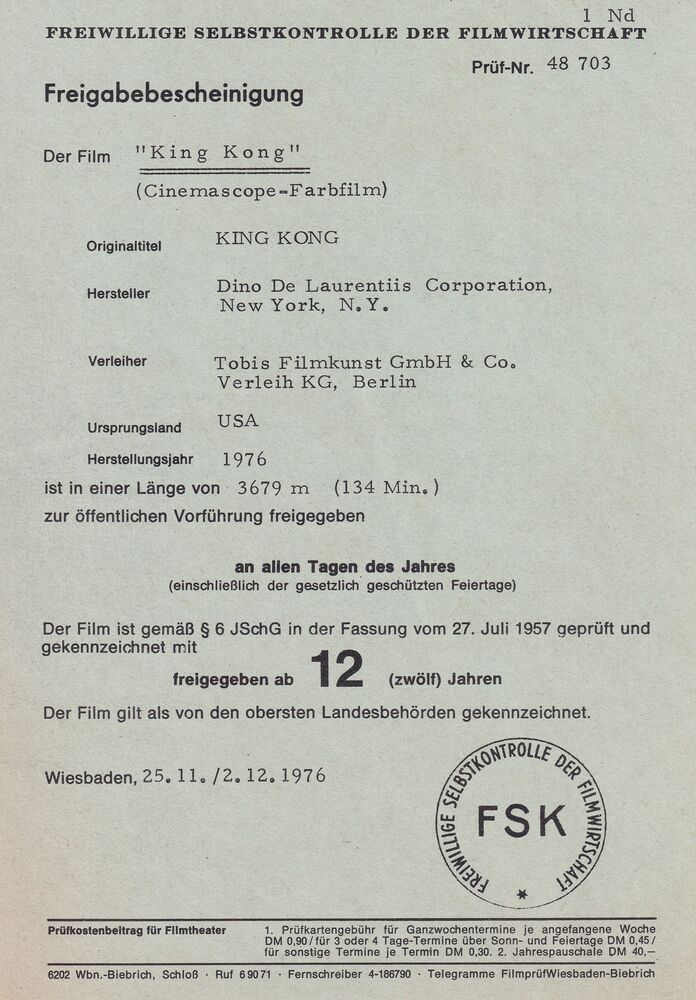 1 Nd
FREIWILLIGE SELBSTKONTROLLE DER FILMWIRTSCHAFT
Prüf-Nr. 48 703
Freigabebescheinigung
Der Film "King Kong"
(Cinemascope-Farbfilm)
Originaltitel KING KONG
Hersteller Dino De Laurentiis Corporation,
New York, N.Y.
Verleiher Tobis Filmkunst GmbH & Co.
Verleih KG, Berlin
Ursprungsland USA
Herstellungsjahr 1976
ist in einer Länge von 3679 m (134 Min.)
zur öffentlichen Vorführung freigegeben
an allen Tagen des Jahres
(einschließlich der gesetzlich geschützten Feiertage)
Der Film ist gemäß § 6 JSchG in der Fassung vom 27. Juli 1957 geprüft und
gekennzeichnet mit
freigegeben ab 12 (zwölf) Jahren
Der Film gilt als von den obersten Landesbehörden gekennzeichnet.
Wiesbaden, 25.11./2.12.1976
FREIWILLIGE SELBSTKONTROLLE DER FILMWIRTSCHAFT
FSK
Prüfkostenbeitrag für Filmtheater 1. Prüfkartengebühr für Ganzwochentermine je angefangene Woche
DM 0,90/für 3 oder 4 Tage-Termine über Sonn- und Feiertage DM 0,45/
für sonstige Termine je Termin DM 0,30. 2. Jahrespauschale DM 40,—
6202 Wbn.-Biebrich, Schloß · Ruf 69071 · Fernschreiber 4-186790 · Telegramme FilmprüfWiesbaden-Biebrich